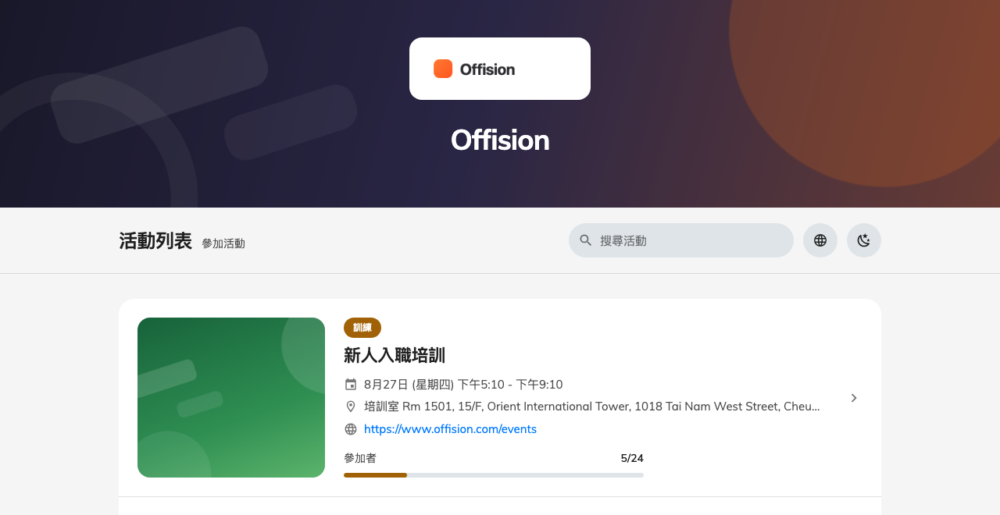 Offision
Offision
活動列表 參加活動
搜尋活動
訓練
新人入職培訓
8月27日 (星期四) 下午5:10 - 下午9:10
培訓室 Rm 1501, 15/F, Orient International Tower, 1018 Tai Nam West Street, Cheu...
https://www.offision.com/events
參加者 5/24